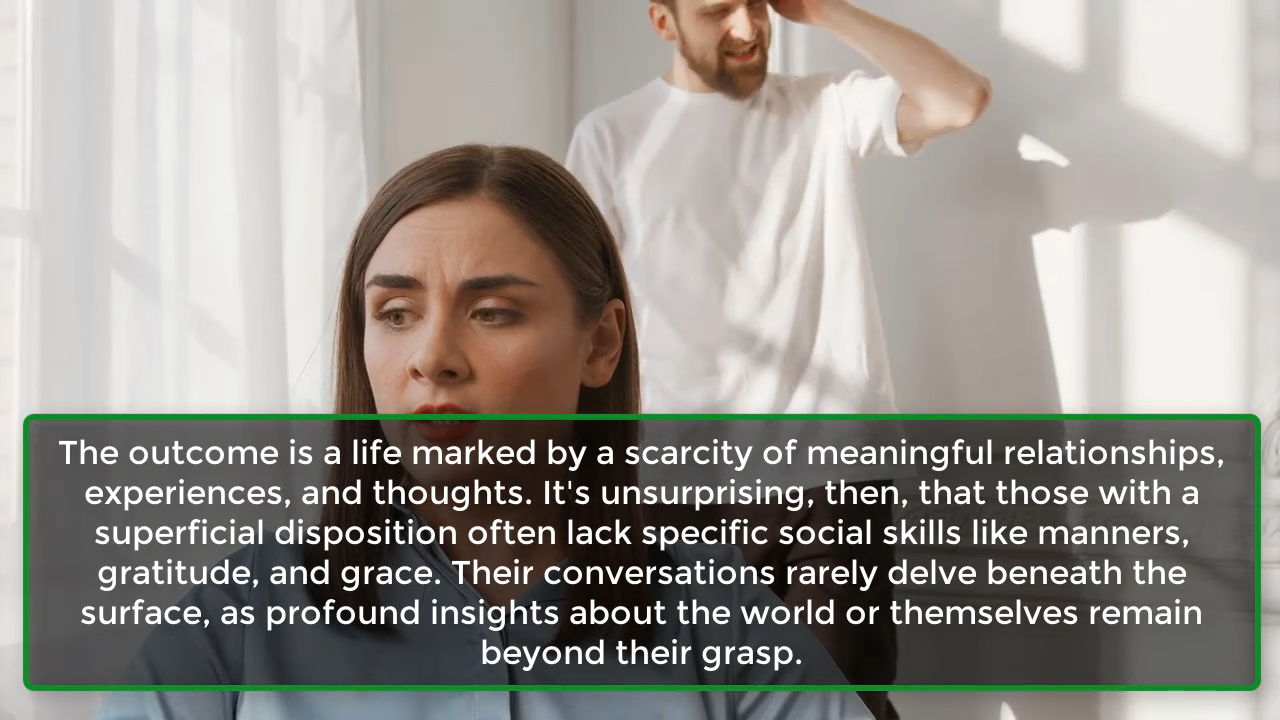 The outcome is a life marked by a scarcity of meaningful relationships,
experiences, and thoughts. It's unsurprising, then, that those with a
superficial disposition often lack specific social skills like manners,
gratitude, and grace. Their conversations rarely delve beneath the
surface, as profound insights about the world or themselves remain
beyond their grasp.